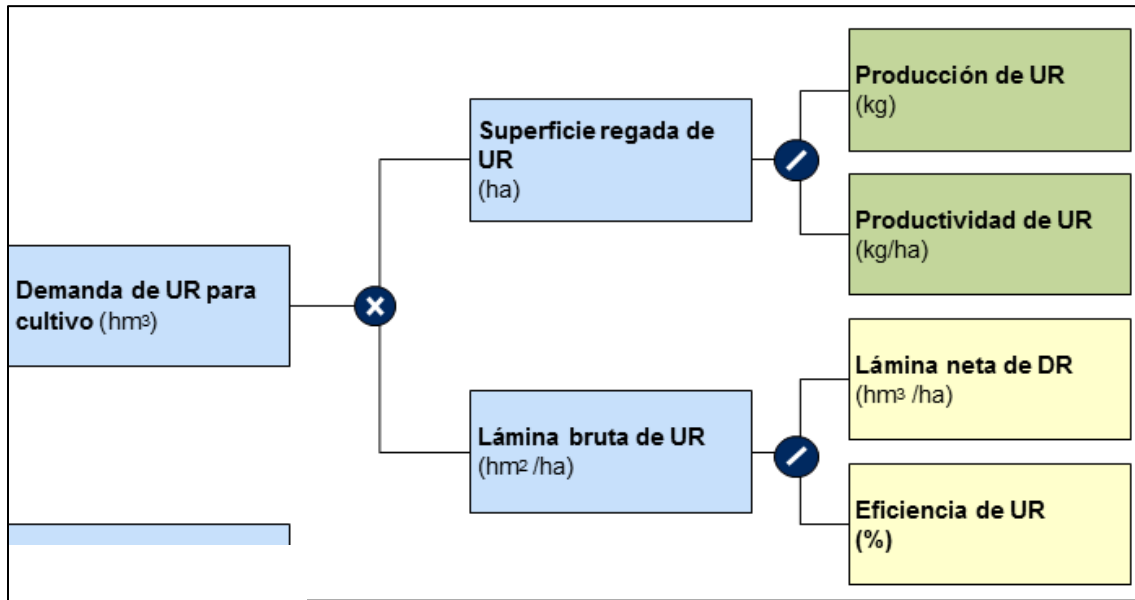 Producción de UR
(kg)
Superficie regada de
UR
(ha)
Productividad de UR
(kg/ha)
Demanda de UR para
cultivo (hm³)
Lámina neta de DR
(hm³ /ha)
Lámina bruta de UR
(hm² /ha)
Eficiencia de UR
(%)